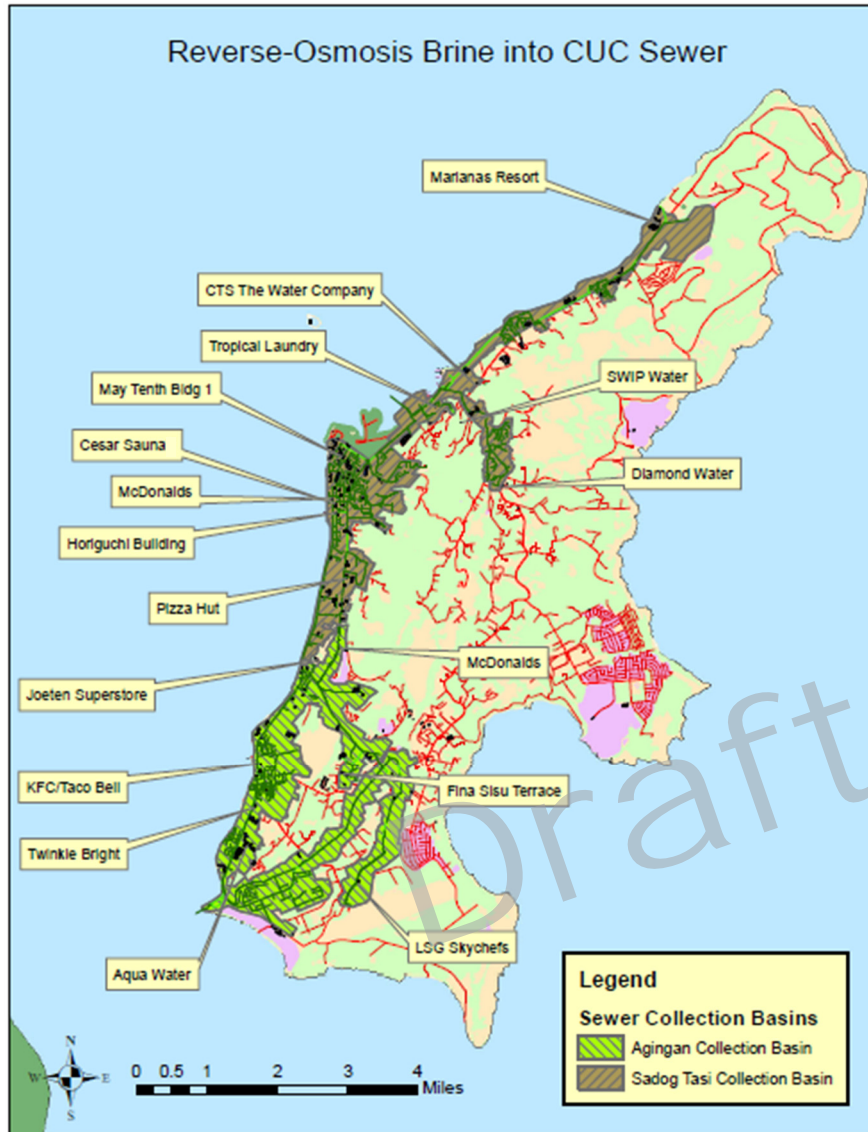 Reverse-Osmosis Brine into CUC Sewer
Marianas Resort
CTS The Water Company
Tropical Laundry
SWIP Water
May Tenth Bldg 1
Cesar Sauna
Diamond Water
McDonalds
Horiguchi Building
Pizza Hut
McDonalds
Joeten Superstore
KFC/Taco Bell
Fina Sisu Terrace
Twinkle Bright
LSG Skychefs
Aqua Water
Draft
Legend
Sewer Collection Basins
Agingan Collection Basin
Sadog Tasi Collection Basin
N
W E
S
0 0.5 1 2 3 4
Miles